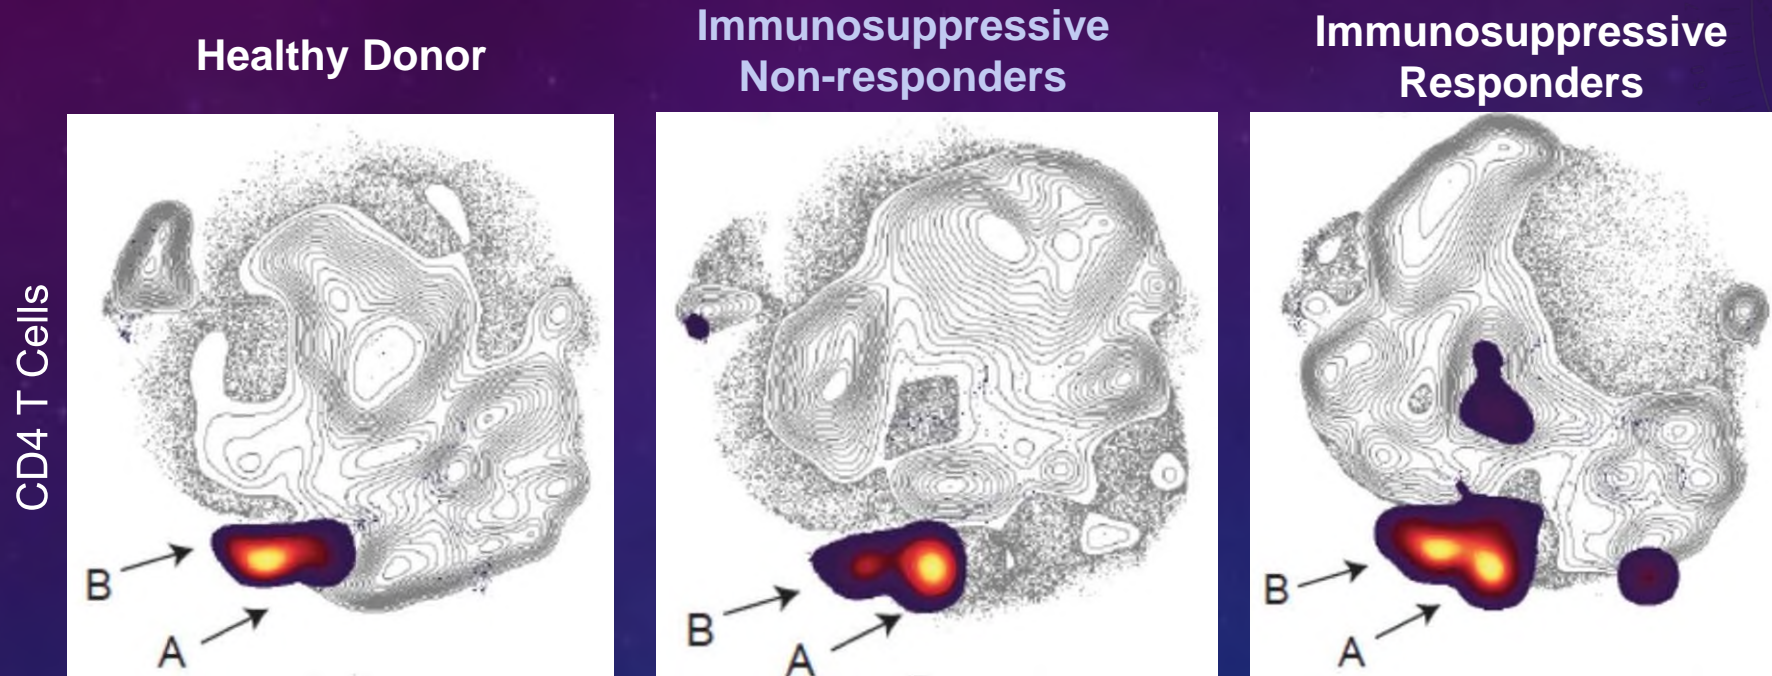 Healthy Donor
Immunosuppressive
Non-responders
Immunosuppressive
Responders
CD4 T Cells
B
A
B
A
B
A